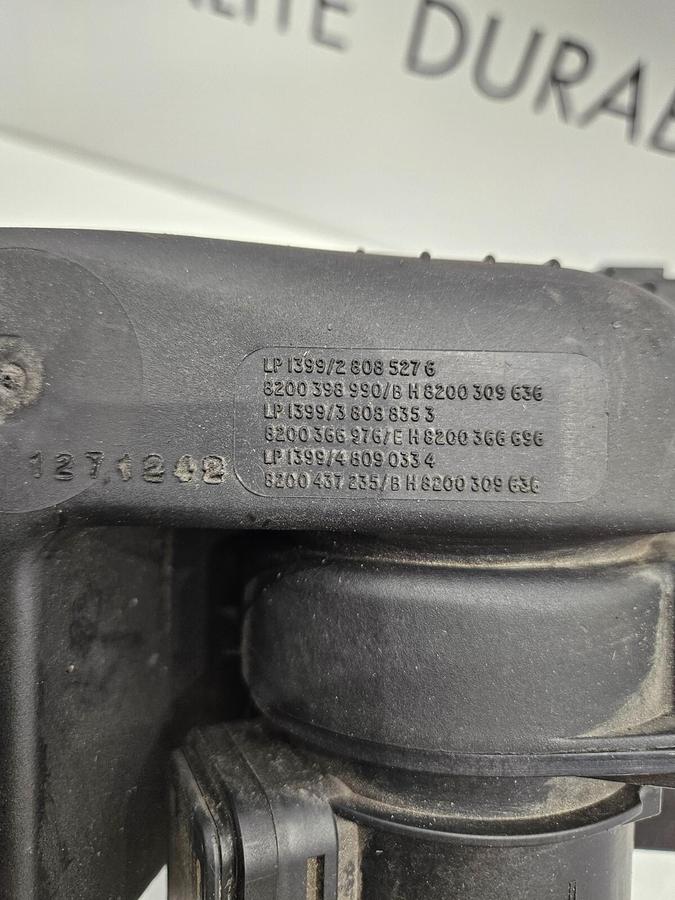 DURAB
LP 1399/2 808 527 6
8200 398 990/B H 8200 309 636
LP 1399/3 808 835 3
8200 366 976/E H 8200 366 696
LP 1399/4 809 033 4
8200 437 235/B H 8200 309 636
1271242